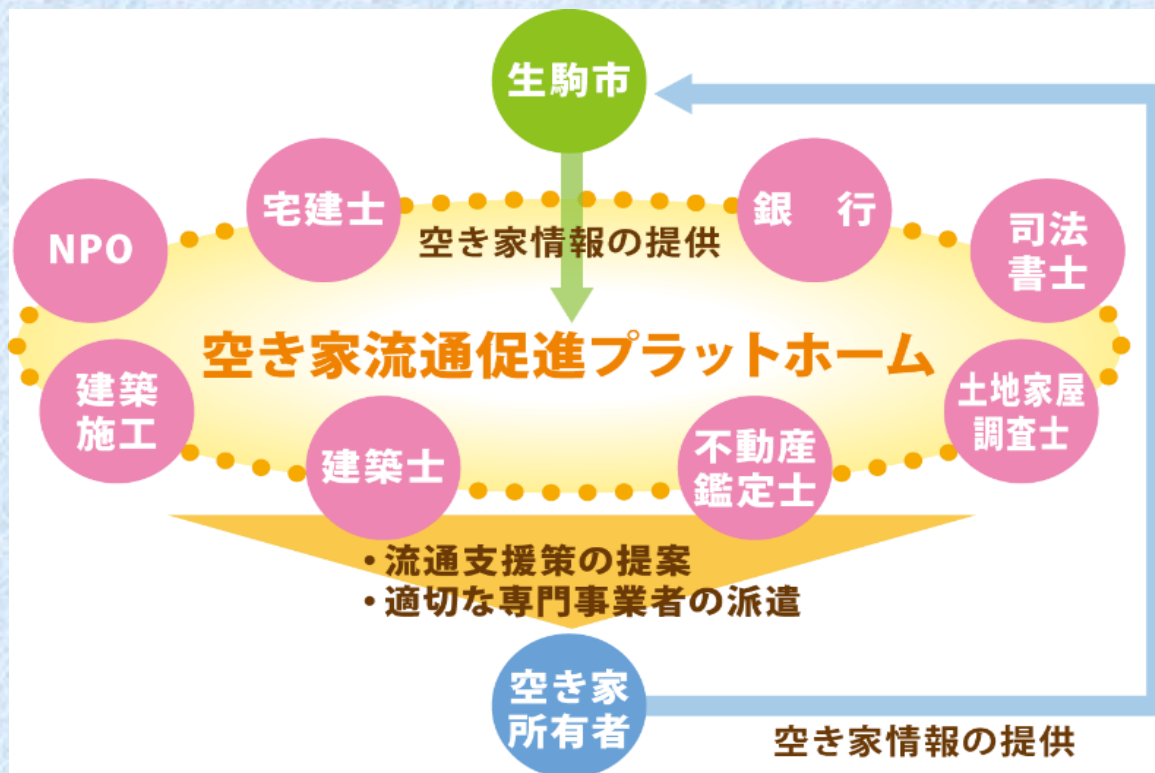 生駒市
宅建士
銀 行
NPO
司法
書士
空き家情報の提供
空き家流通促進プラットホーム
建築
施工
土地家屋
調査士
建築士
不動産
鑑定士
・流通支援策の提案
・適切な専門事業者の派遣
空き家
所有者
空き家情報の提供